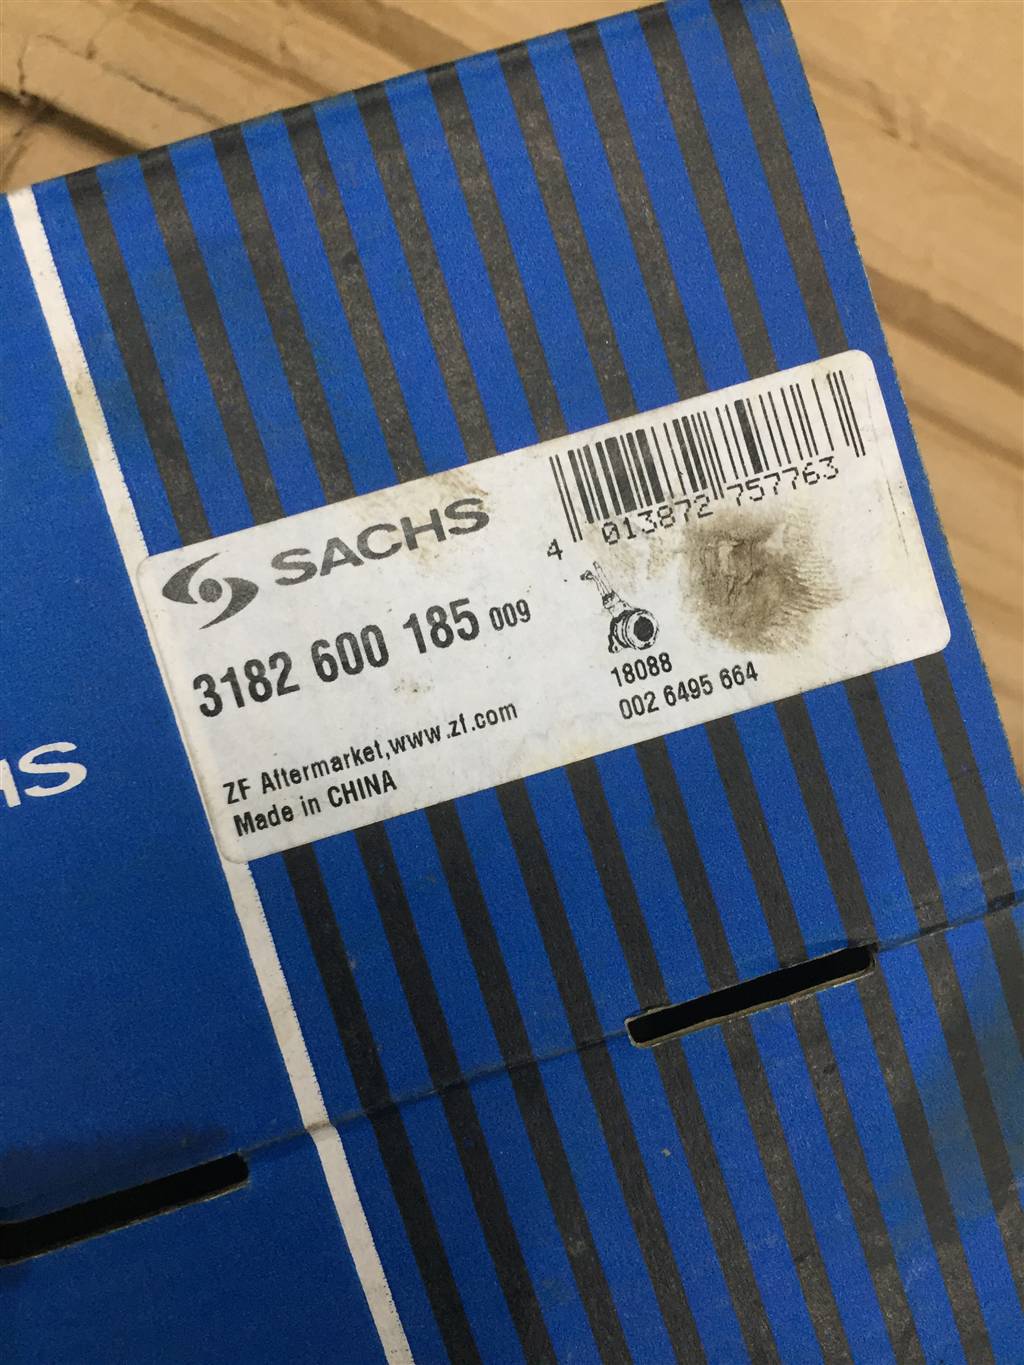 SACHS
4 013872 757763
3182 600 185 009
18088
002 6495 664
ZF Aftermarket,www.zf.com
Made in CHINA
HS